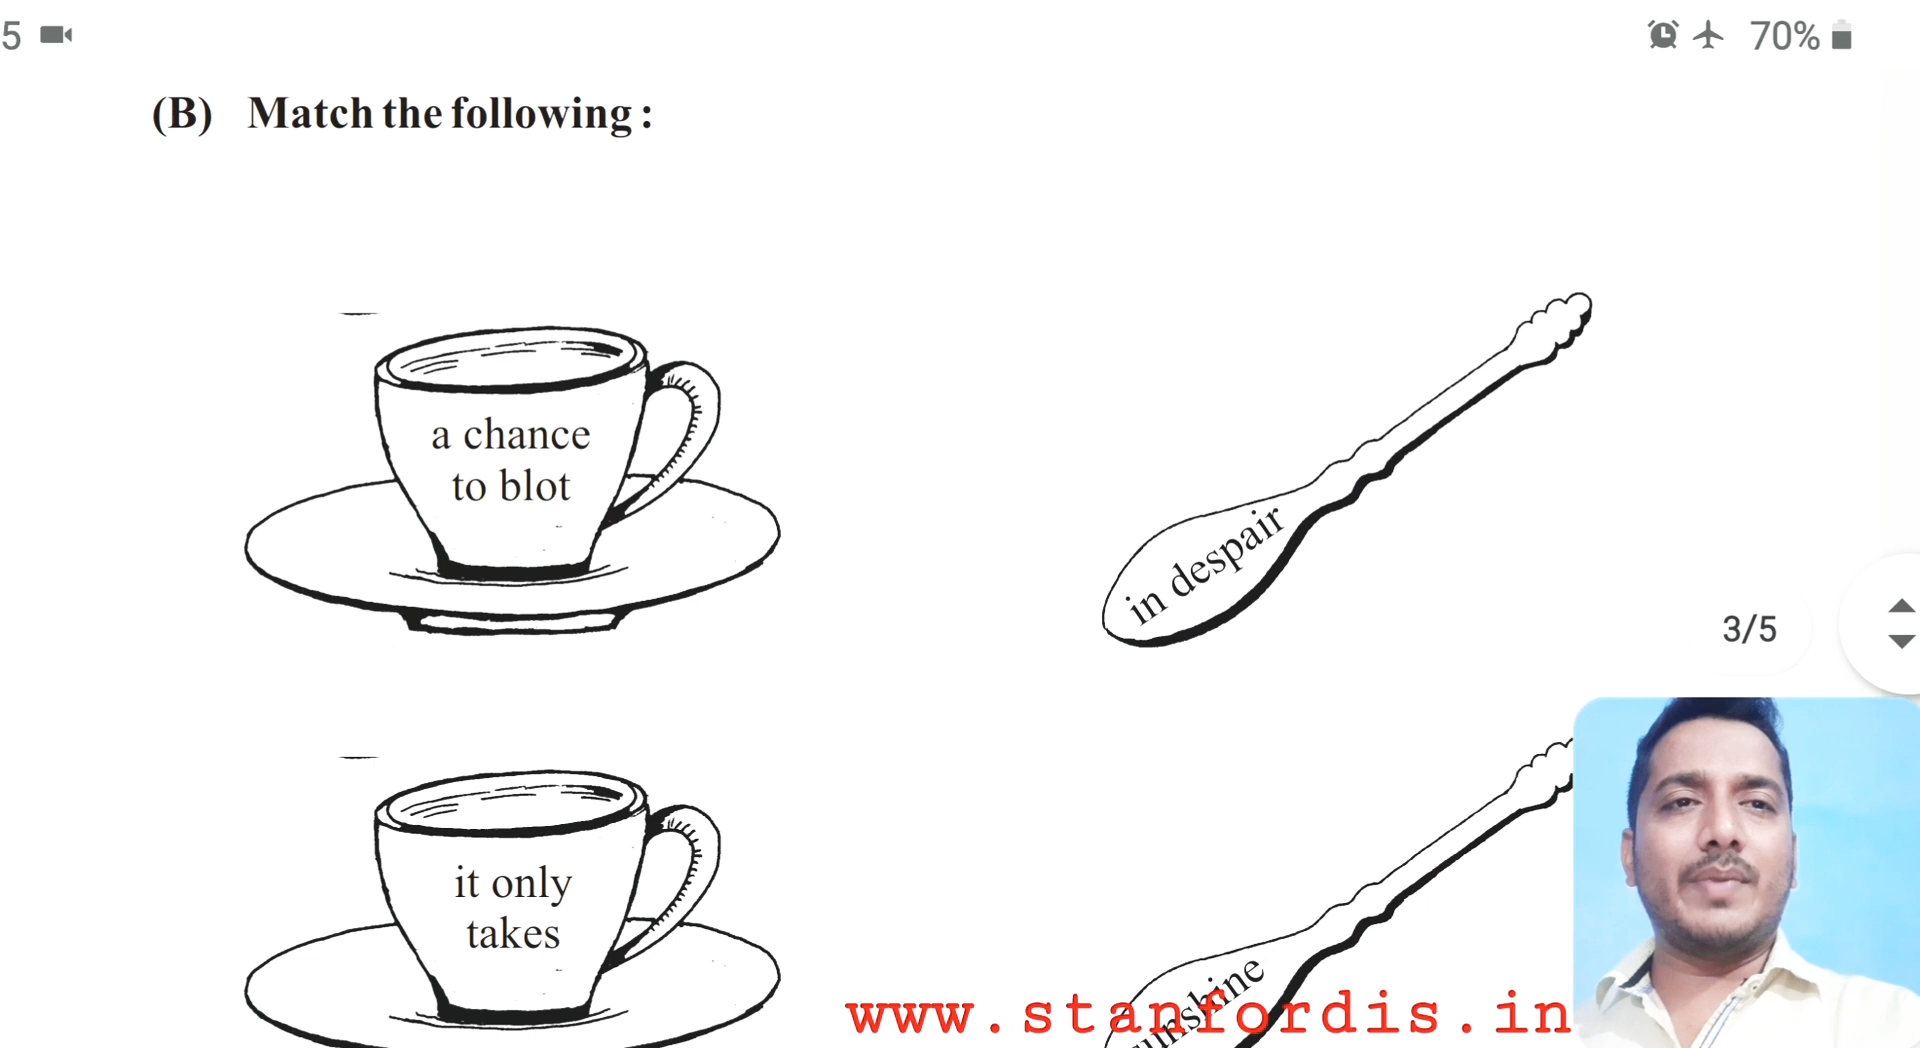 5
70%
(B) Match the following :
a chance
to blot
in despair
3/5
it only
takes
www.stanfordis.in